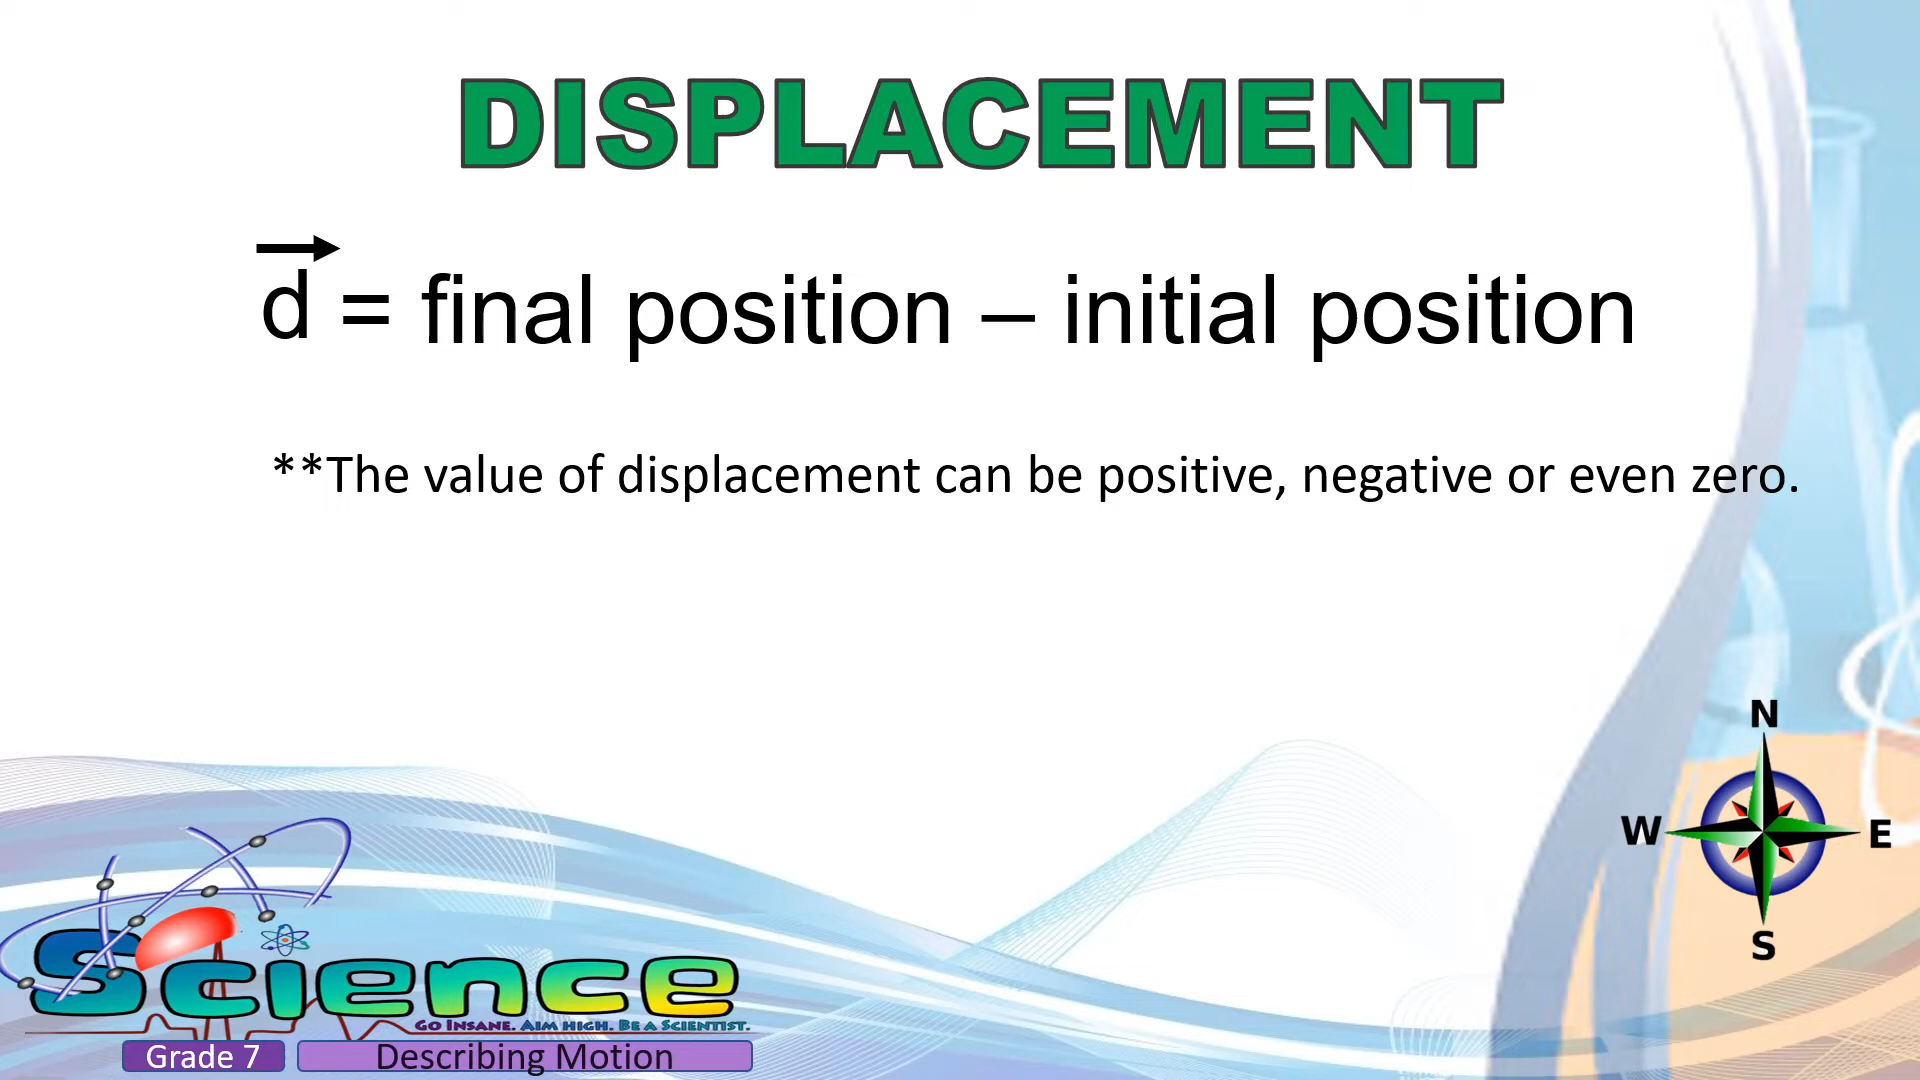 DISPLACEMENT
d = final position – initial position
**The value of displacement can be positive, negative or even zero.
N
W E
S
Science
GO INSANE. AIM HIGH. BE A SCIENTIST.
Grade 7 Describing Motion